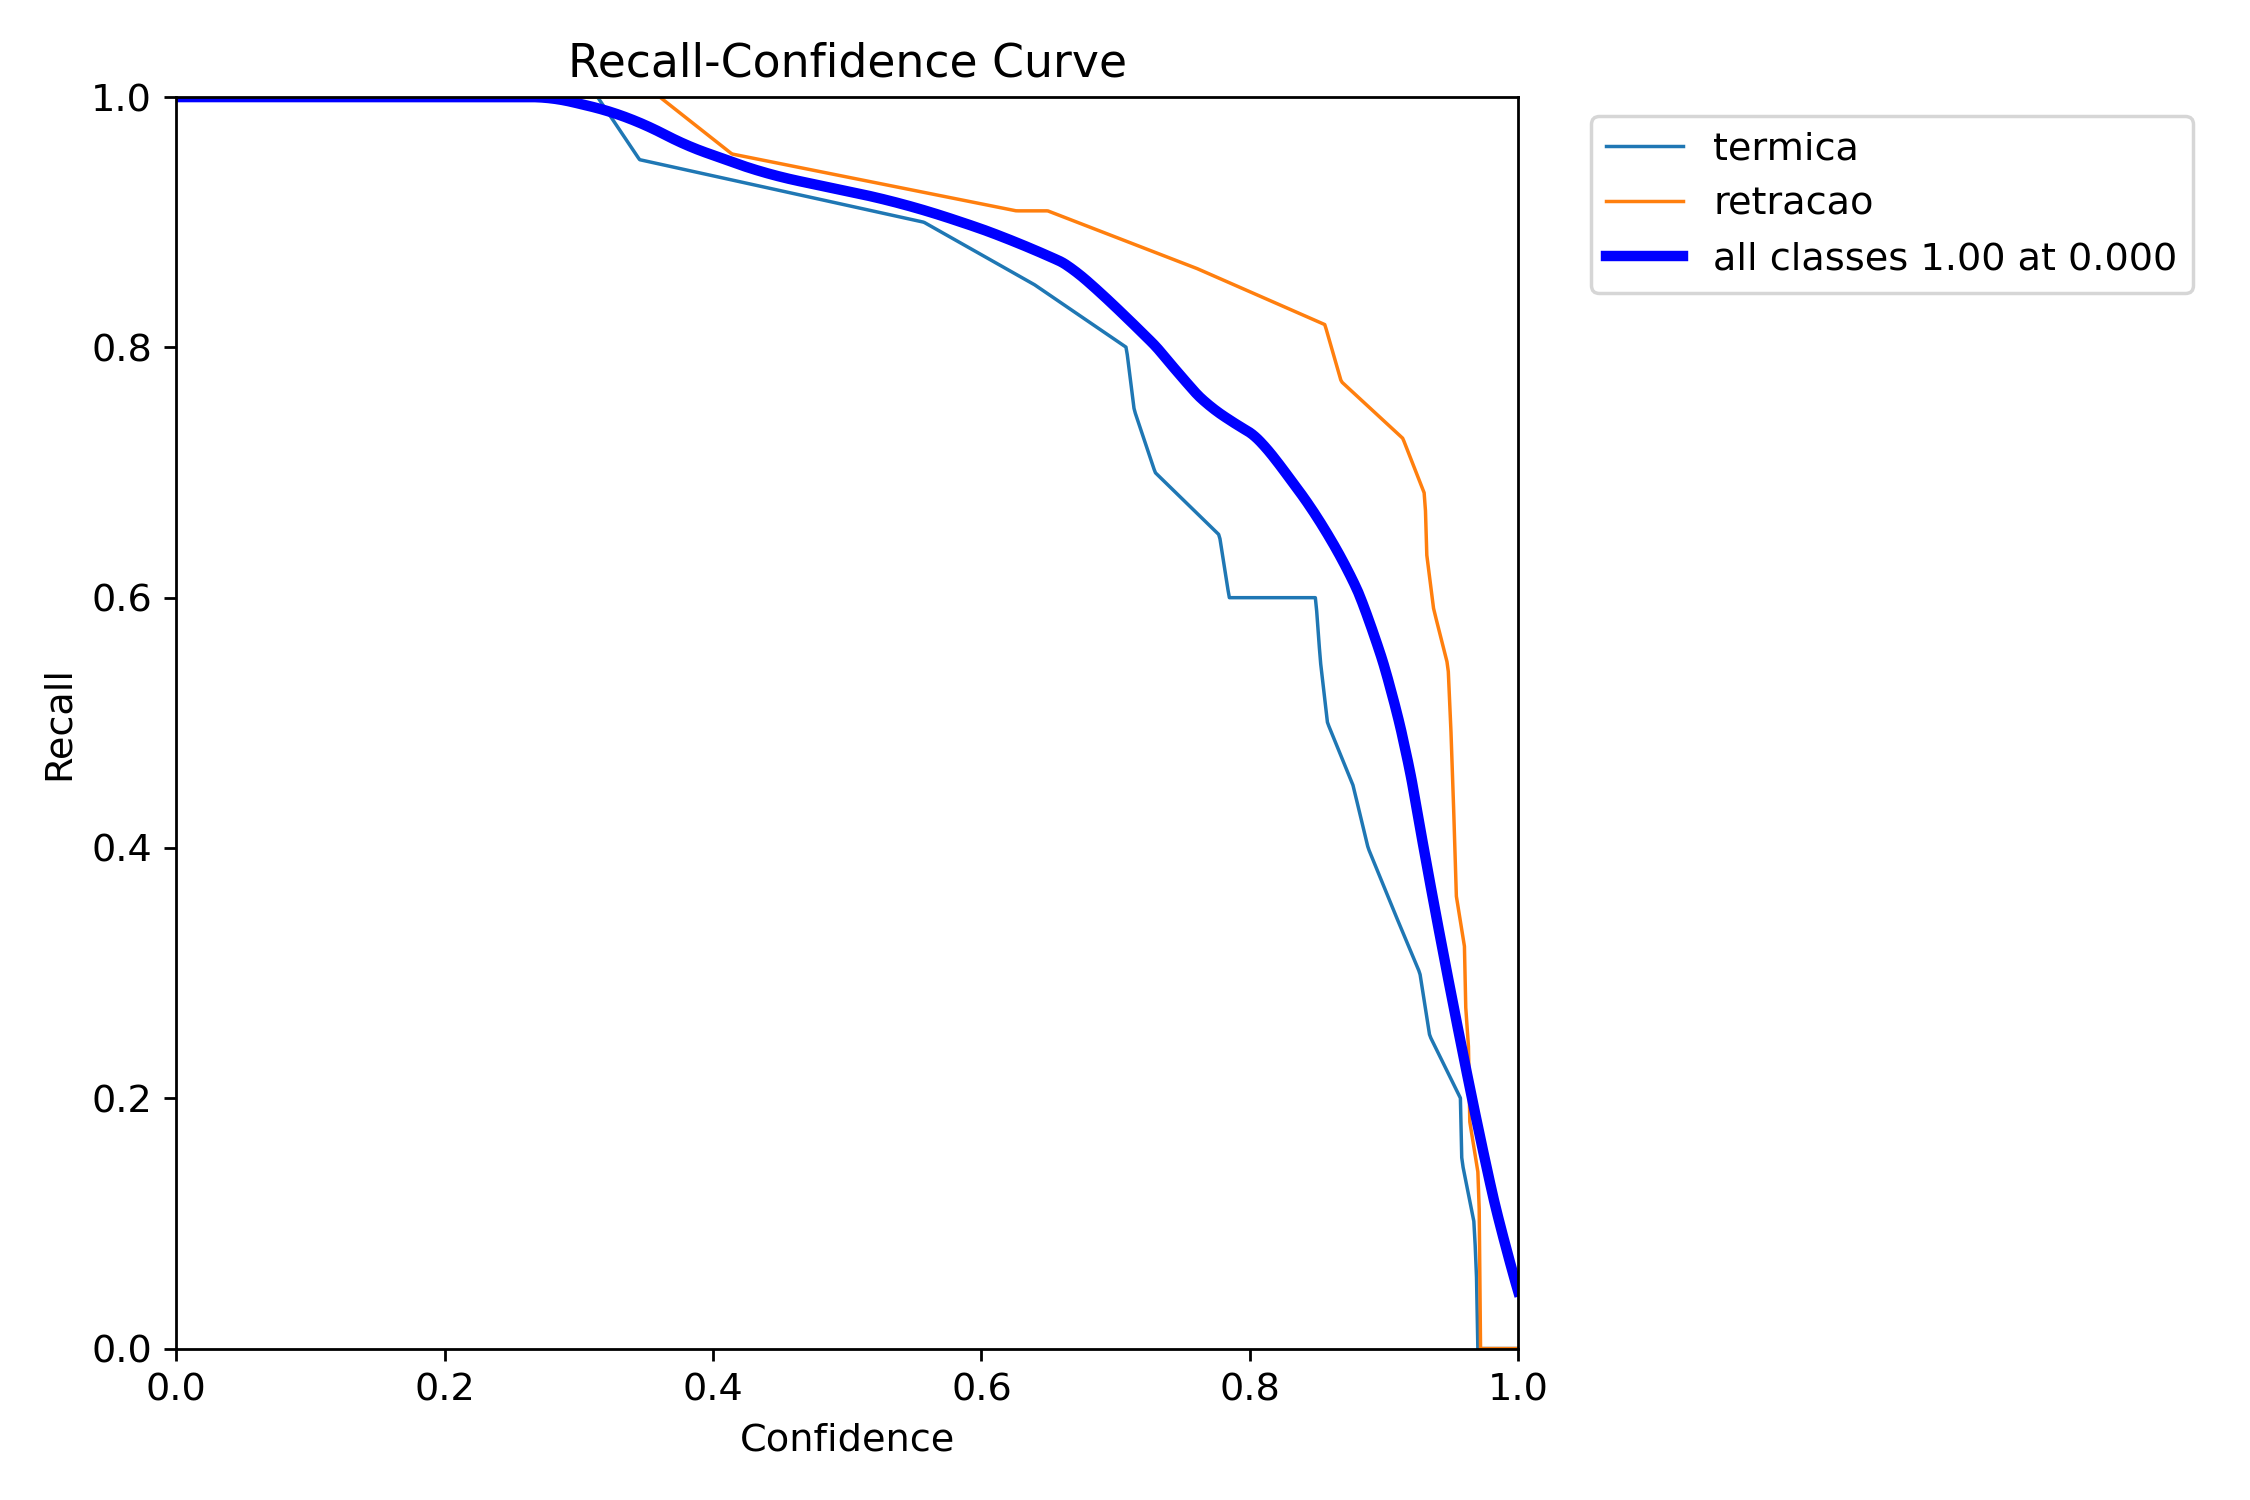 Recall-Confidence Curve
1.0
0.8
0.6
0.4
0.2
0.0
Recall
0.0 0.2 0.4 0.6 0.8 1.0
Confidence
termica
retracao
all classes 1.00 at 0.000